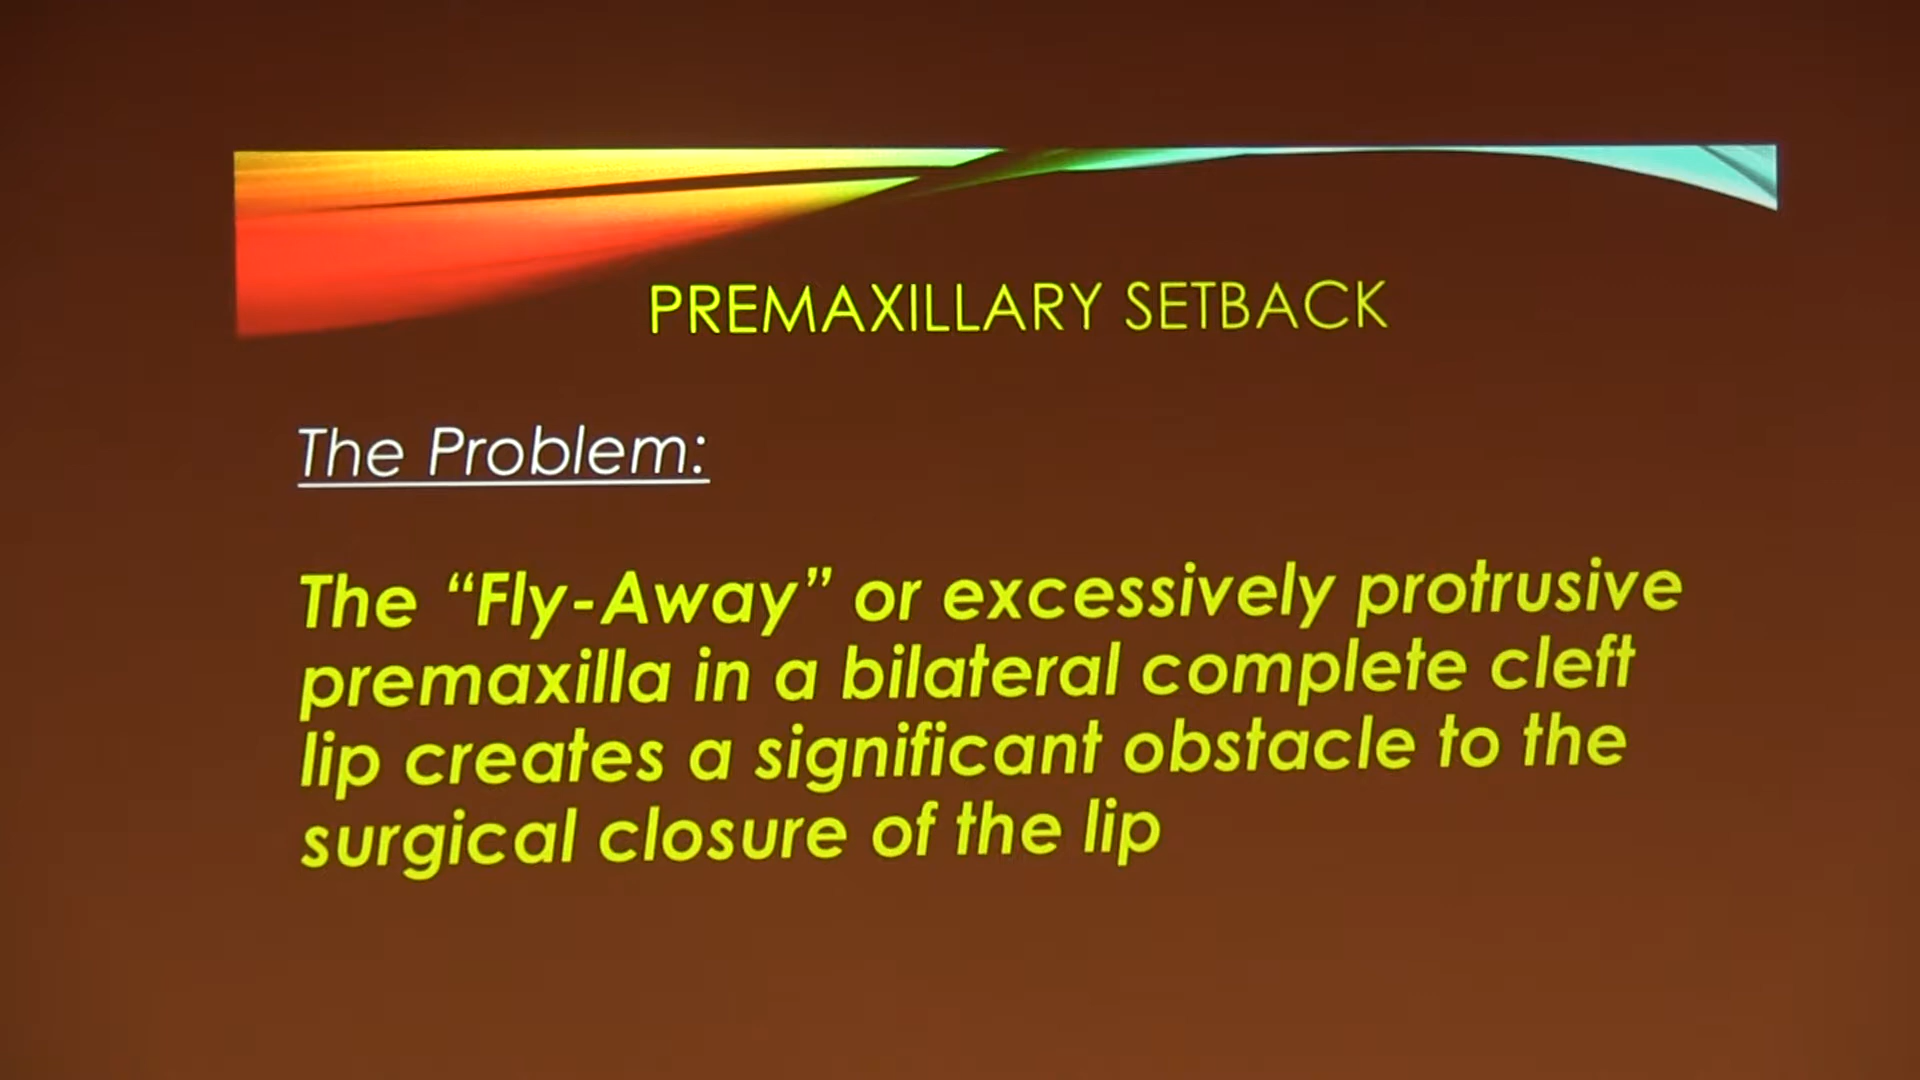 PREMAXILLARY SETBACK
The Problem:
The “Fly-Away” or excessively protrusive
premaxilla in a bilateral complete cleft
lip creates a significant obstacle to the
surgical closure of the lip